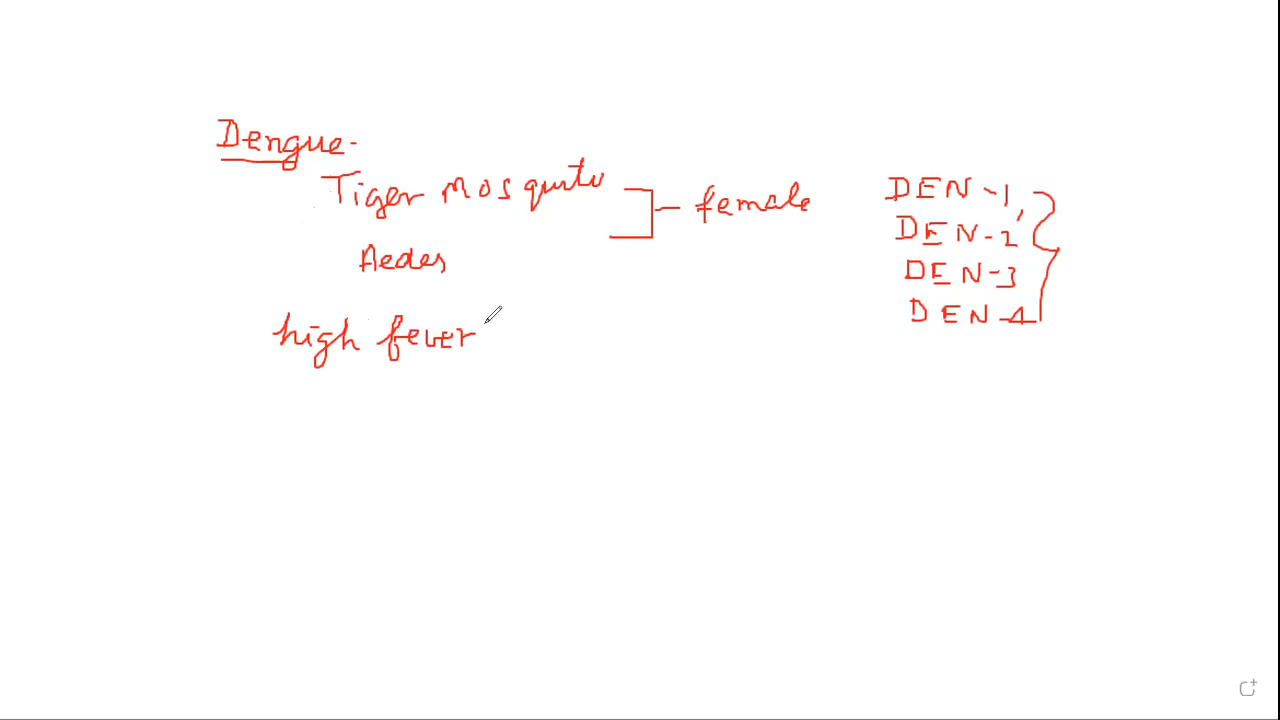 Dengue-
Tiger Mosquito
Aedes
- female
high fever
DEN-1,
DEN-2
DEN-3
DEN-4